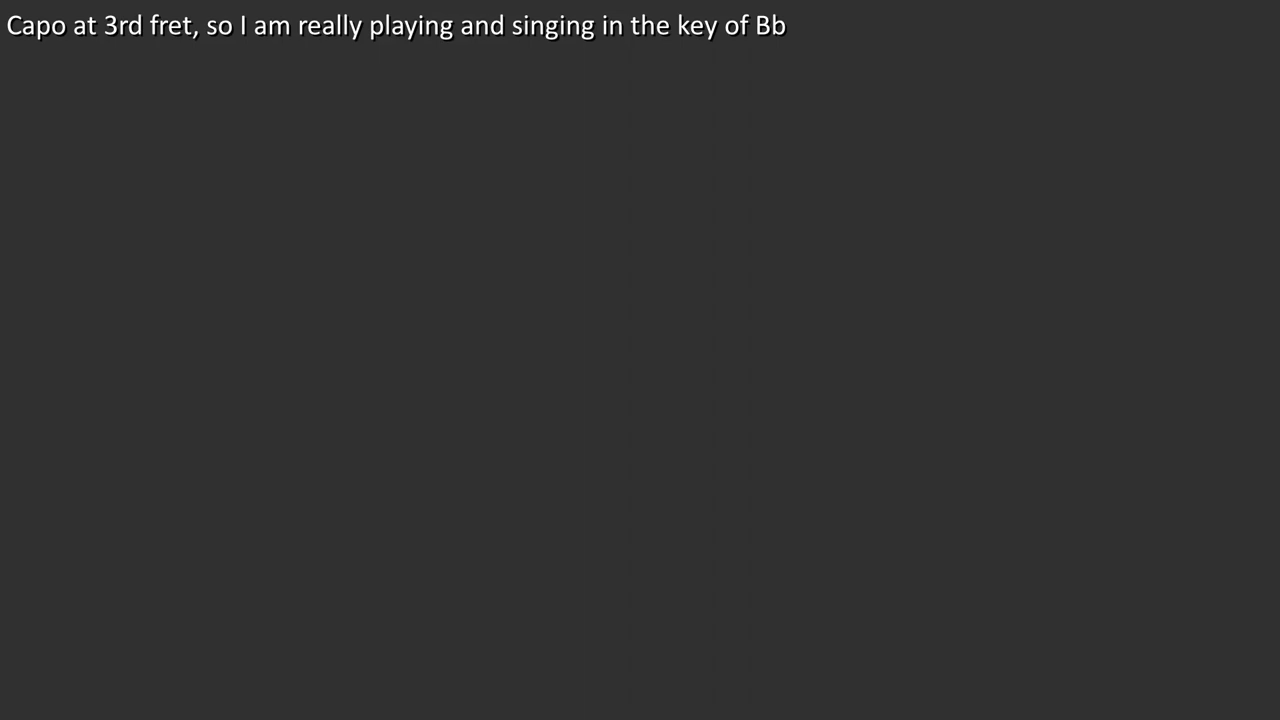 Capo at 3rd fret, so I am really playing and singing in the key of Bb